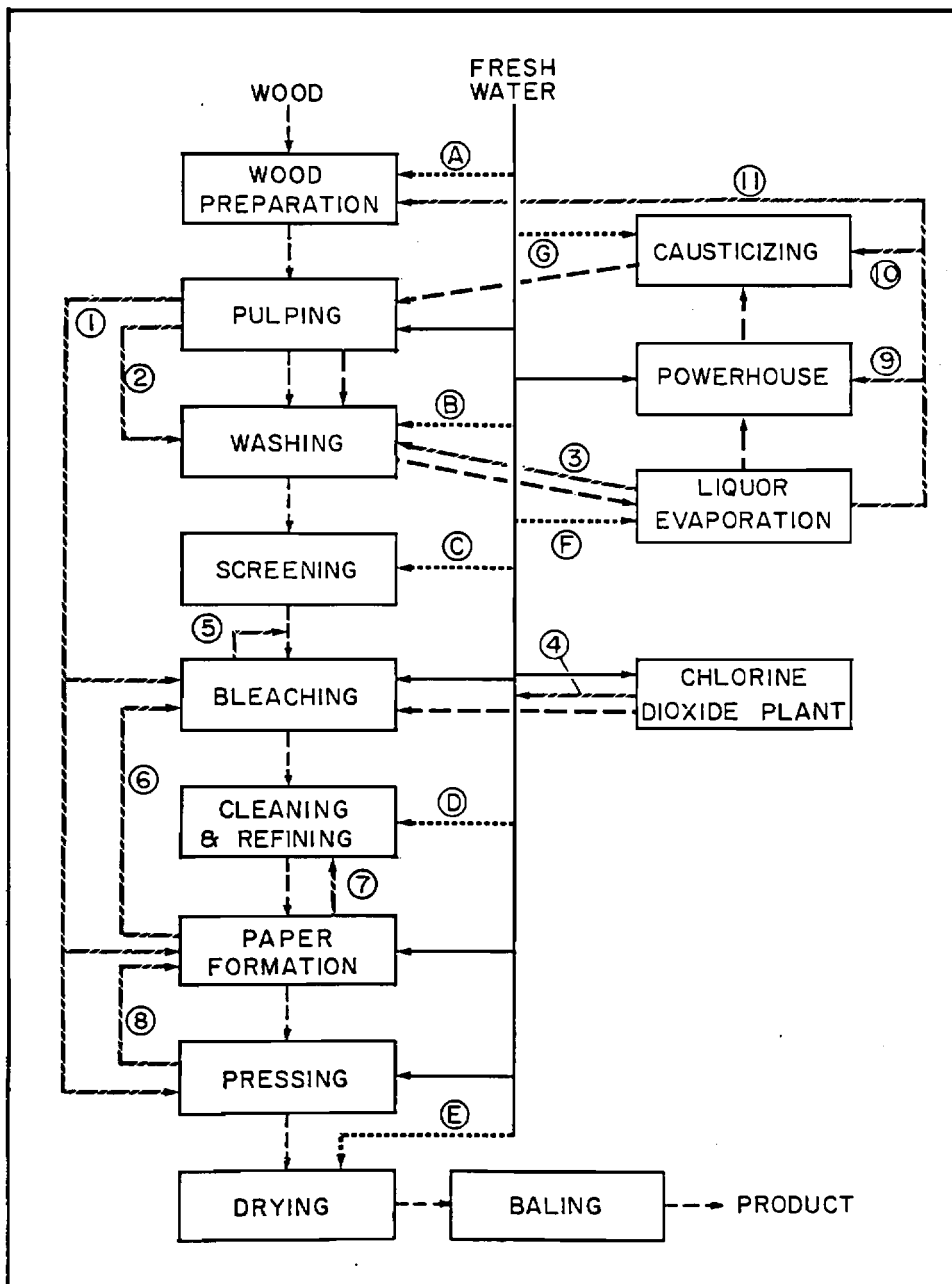 WOOD
FRESH
WATER
WOOD
PREPARATION
A
11
G
CAUSTICIZING
10
1
PULPING
2
POWERHOUSE
9
B
WASHING
3
LIQUOR
EVAPORATION
F
SCREENING
C
5
4
BLEACHING
CHLORINE
DIOXIDE PLANT
6
CLEANING
& REFINING
D
7
PAPER
FORMATION
8
PRESSING
E
DRYING
BALING
PRODUCT